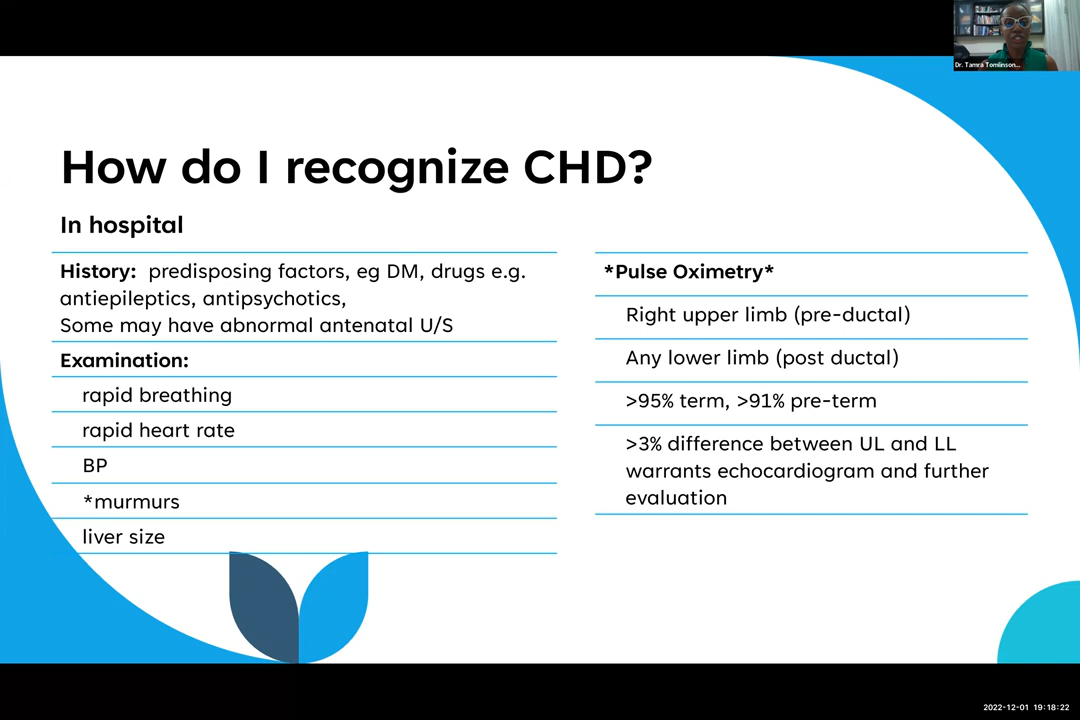 Dr. Tamra Tomlinson...
How do I recognize CHD?
In hospital
History: predisposing factors, eg DM, drugs e.g.
antiepileptics, antipsychotics,
Some may have abnormal antenatal U/S
Examination:
rapid breathing
rapid heart rate
BP
*murmurs
liver size
*Pulse Oximetry*
Right upper limb (pre-ductal)
Any lower limb (post ductal)
>95% term, >91% pre-term
>3% difference between UL and LL
warrants echocardiogram and further
evaluation
2022-12-01 19:18:22